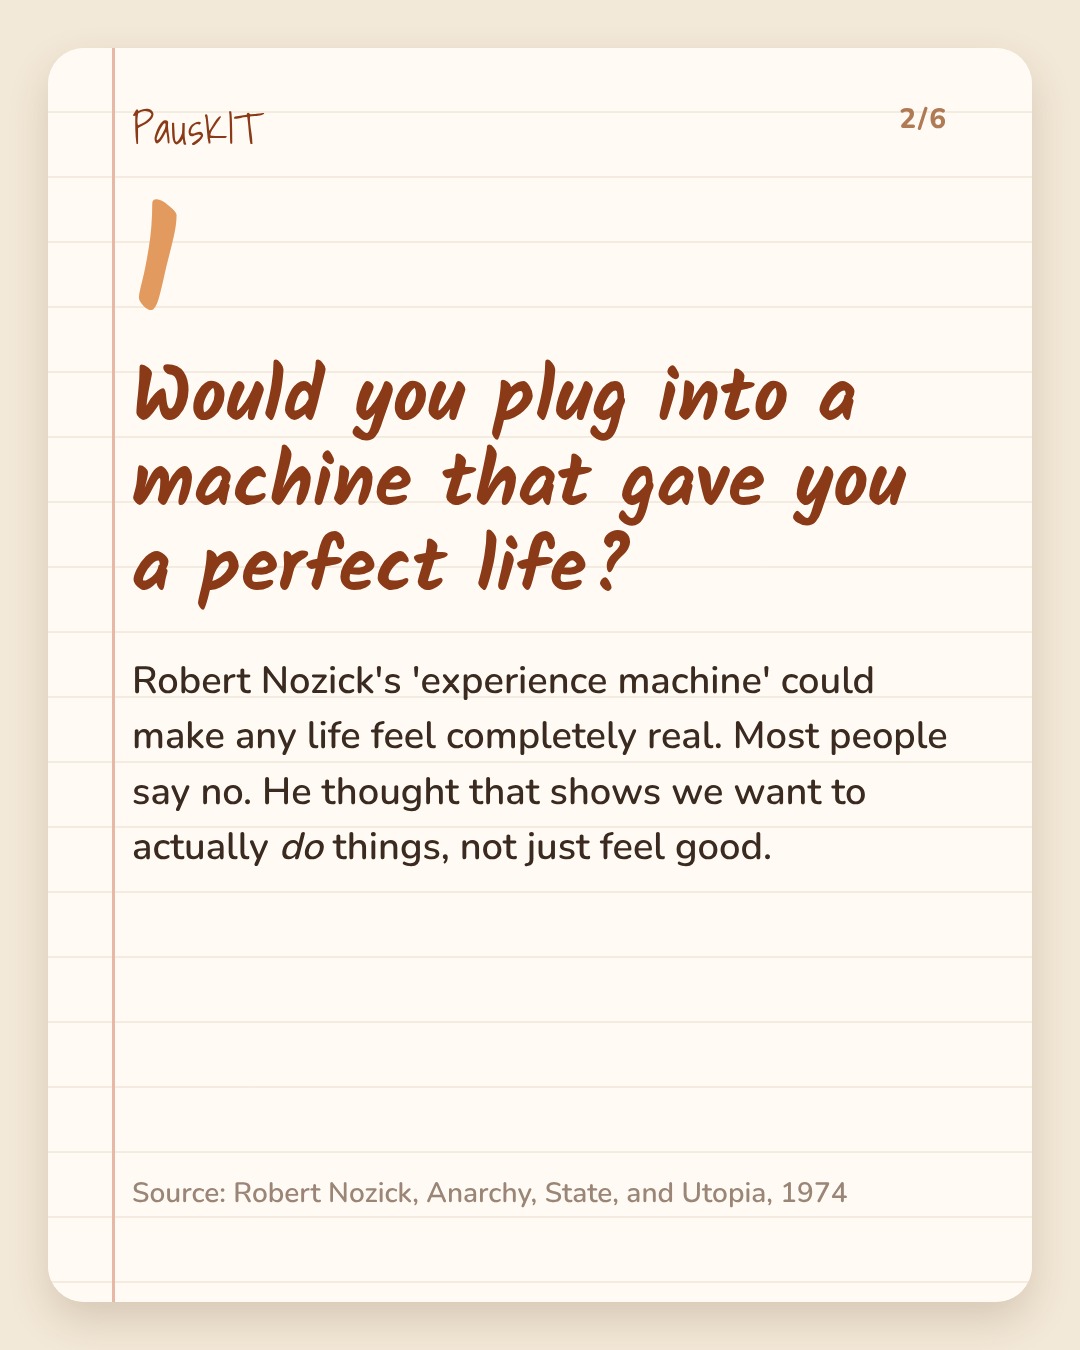 PausKIT
2/6
1
Would you plug into a
machine that gave you
a perfect life?
Robert Nozick's 'experience machine' could
make any life feel completely real. Most people
say no. He thought that shows we want to
actually do things, not just feel good.
Source: Robert Nozick, Anarchy, State, and Utopia, 1974